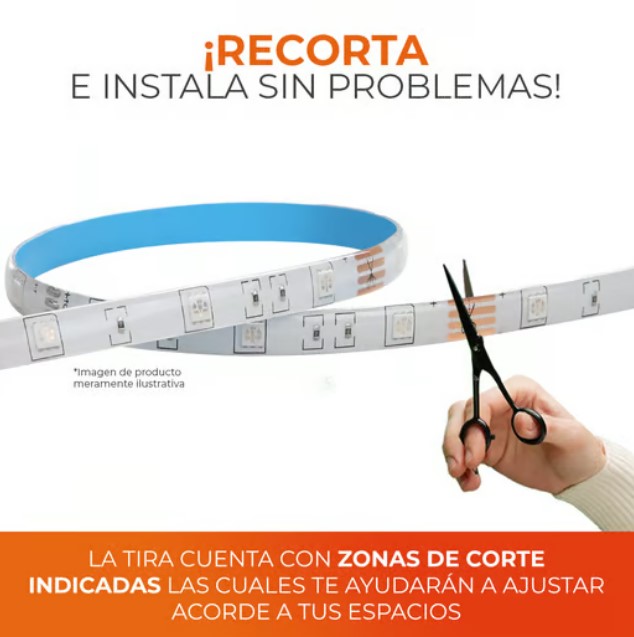 ¡RECORTA
E INSTALA SIN PROBLEMAS!
*Imagen de producto
meramente ilustrativa
LA TIRA CUENTA CON ZONAS DE CORTE
INDICADAS LAS CUALES TE AYUDARÁN A AJUSTAR
ACORDE A TUS ESPACIOS